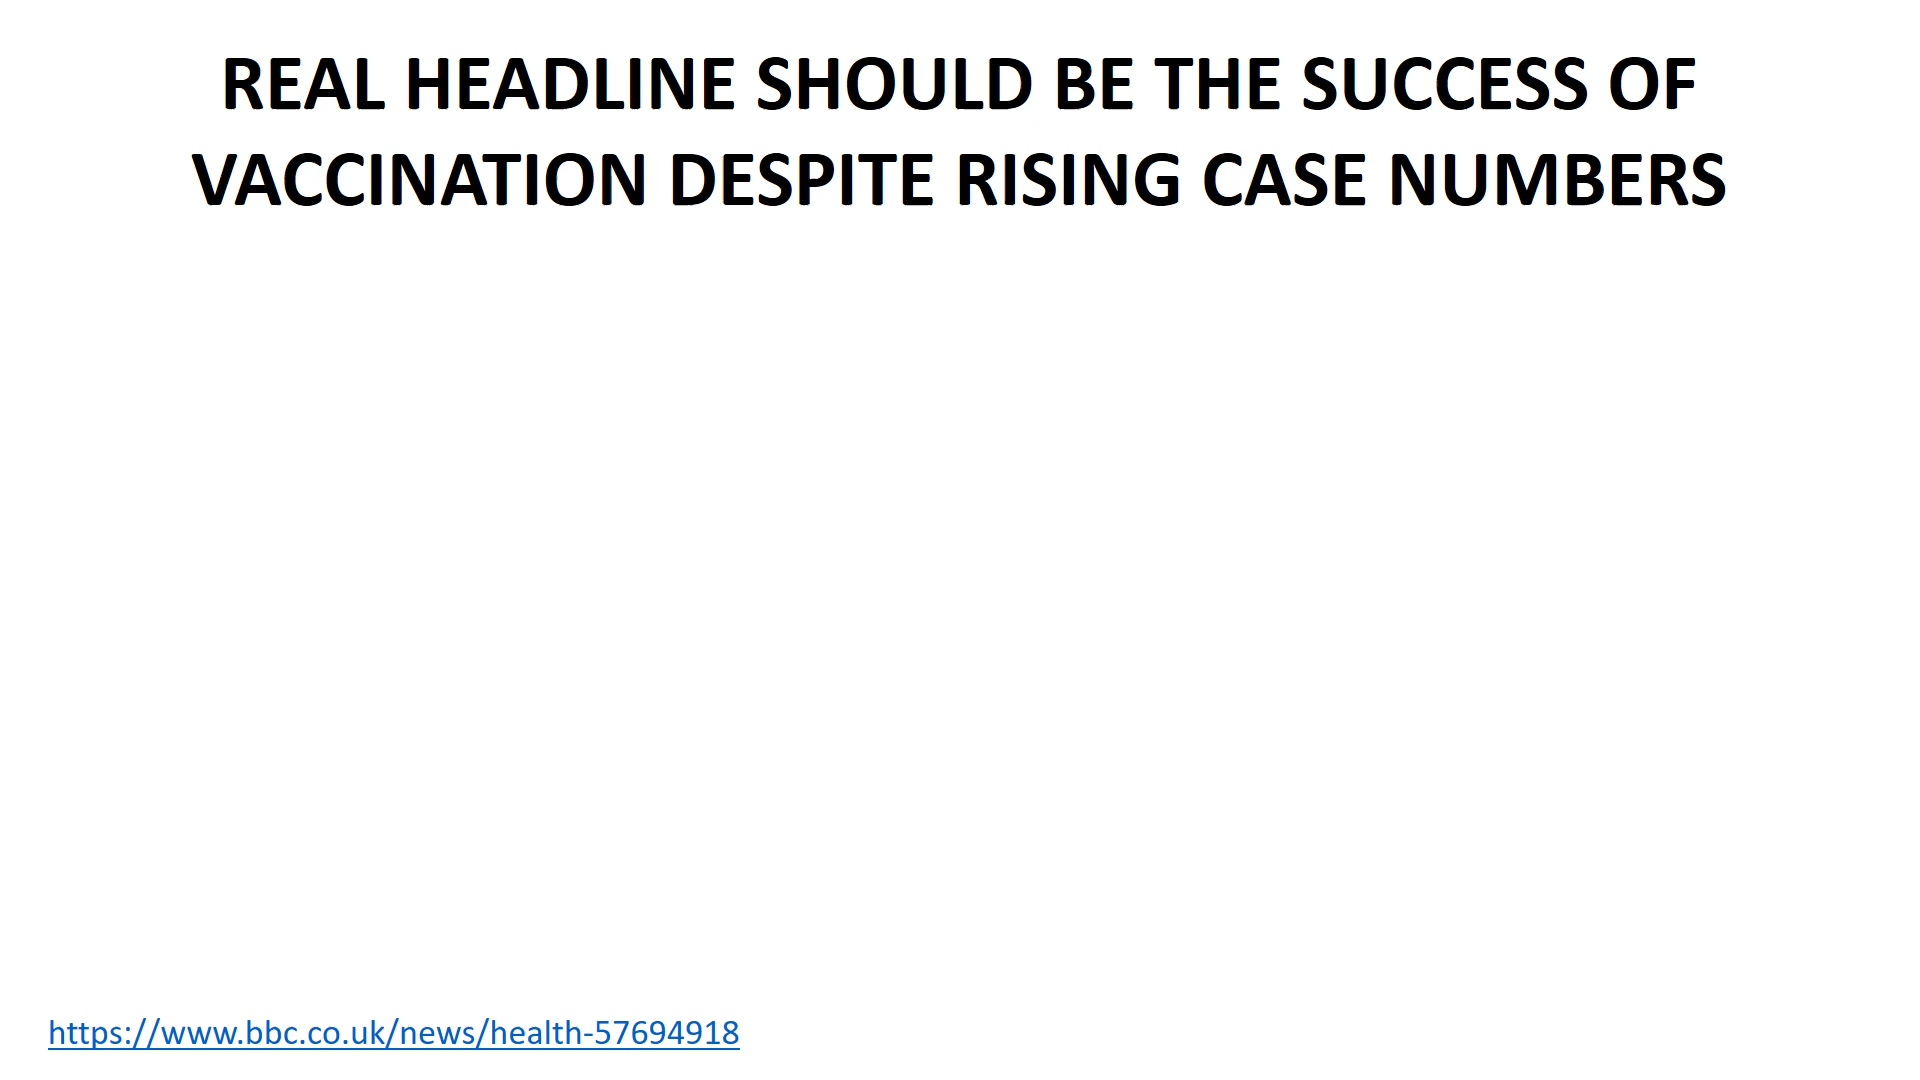 REAL HEADLINE SHOULD BE THE SUCCESS OF
VACCINATION DESPITE RISING CASE NUMBERS
https://www.bbc.co.uk/news/health-57694918